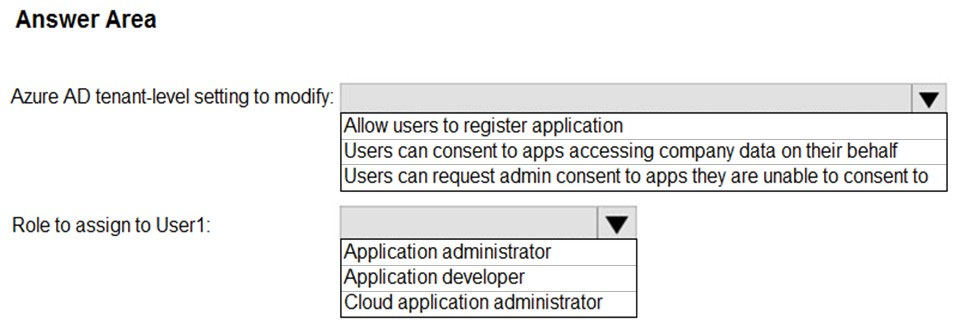 Answer Area
Azure AD tenant-level setting to modify:
Allow users to register application
Users can consent to apps accessing company data on their behalf
Users can request admin consent to apps they are unable to consent to
Role to assign to User1:
Application administrator
Application developer
Cloud application administrator